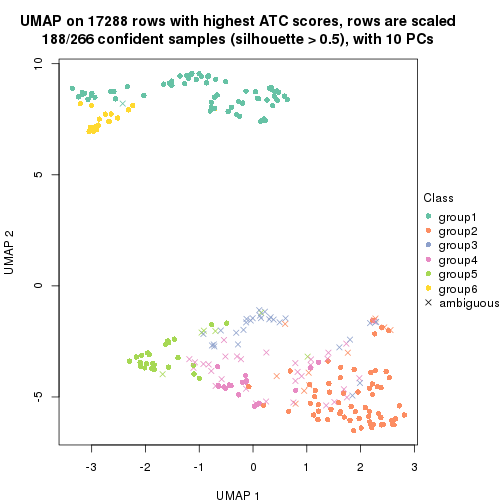 UMAP on 17288 rows with highest ATC scores, rows are scaled
188/266 confident samples (silhouette > 0.5), with 10 PCs
10
5
0
-5
UMAP 2
-3
-2
-1
0
1
2
3
UMAP 1
Class
group1
group2
group3
group4
group5
group6
ambiguous